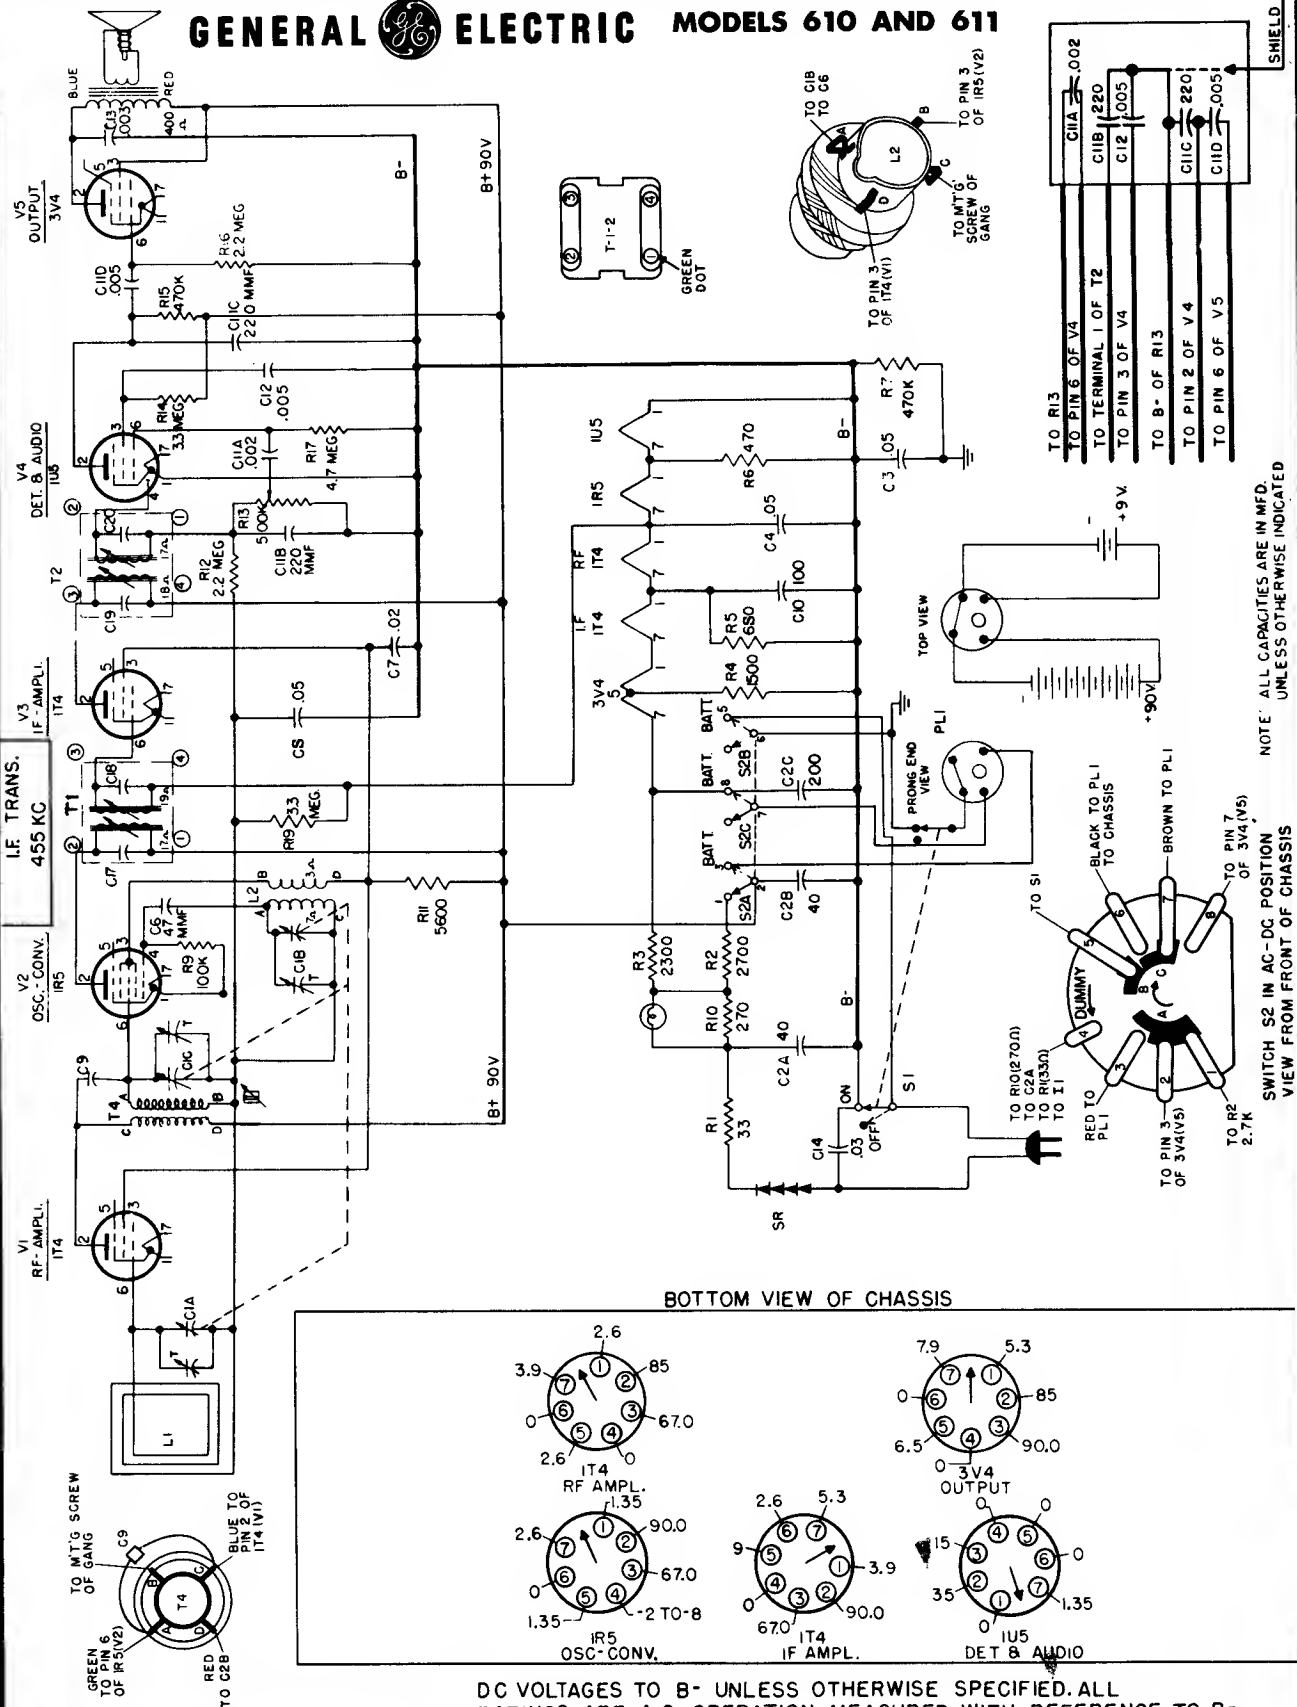 GENERAL GE ELECTRIC MODELS 610 AND 611
I.F. TRANS.
455 KC
V1
RF-AMPLI.
1T4
V2
OSC.-CONV.
1R5
V3
IF-AMPLI.
1T4
V4
DET. & AUDIO
1U5
V5
OUTPUT
3V4
BLUE
RED
C13
.003
400
Ω
B-
B+ 90V
C11D
.005
R15
470K
R16
2.2 MEG
C11C
220 MMF
C12
.005
R14
3.3 MEG
C11A
.002
R17
4.7 MEG
R13
500K
C11B
220
MMF
R12
2.2 MEG
T2
C20
C19
17Ω
18Ω
C7 .02
.05
T1
C18
C17
19Ω
17Ω
R19 3.3
MEG.
R11
5600
C6
47
MMF
R9
100K
L2
3Ω
7Ω
C1B
T
C1C
T
C9
T4
A B C D
B+ 90V
C1A
T
L1
T-1-2
GREEN
DOT
TO C1B
TO C6
TO PIN 3
OF 1R5(V2)
L2
TO M'T'G'
SCREW OF
GANG
TO PIN 3
OF 1T4(V1)
SHIELD
C11A .002
C11B 220
C12 .005
C11C 220
C11D .005
TO R13
TO PIN 6 OF V4
TO TERMINAL 1 OF T2
TO PIN 3 OF V4
TO B- OF R13
TO PIN 2 OF V4
TO PIN 6 OF V5
1U5
1R5
RF
1T4
I.F
1T4
3V4
R6 470
C4 .05
C10 100
R5
680
R4
1500
C3 .05
R7
470K
B-
BATT
BATT.
BATT
S2B
S2C
S2A
C2C
200
C2B
40
R3
2300
R2
2700
R10
270
C2A 40
B-
R1
33
C14
.03
ON
OFF
S1
SR
PL1
PRONG END
VIEW
TOP VIEW
+9 V.
+90V.
NOTE' ALL CAPACITIES ARE IN MFD.
UNLESS OTHERWISE INDICATED
TO S1
BLACK TO PL1
TO CHASSIS
BROWN TO PL1
TO PIN 7
OF 3V4(V5)
DUMMY
TO R10(270Ω)
TO C2A
TO R1(33Ω)
TO I1
RED TO
PL1
TO PIN 3
OF 3V4(V5)
TO R2
2.7K
SWITCH S2 IN AC-DC POSITION
VIEW FROM FRONT OF CHASSIS
TO M'T'G SCREW
OF GANG
C9
BLUE TO
PIN 2 OF
1T4 (V1)
T4
GREEN
TO PIN 6
OF 1R5(V2)
RED
TO C2B
BOTTOM VIEW OF CHASSIS
2.6
3.9 85
0 67.0
2.6 0
1T4
RF AMPL.
7.9 5.3
0 85
6.5 90.0
0
3V4
OUTPUT
1.35
2.6 90.0
0 67.0
1.35 -2 TO-8
1R5
OSC-CONV.
2.6 5.3
9 3.9
0 90.0
67.0
1T4
IF AMPL.
0 0
15 0
35 1.35
0
1U5
DET & AUDIO
DC VOLTAGES TO B- UNLESS OTHERWISE SPECIFIED. ALL